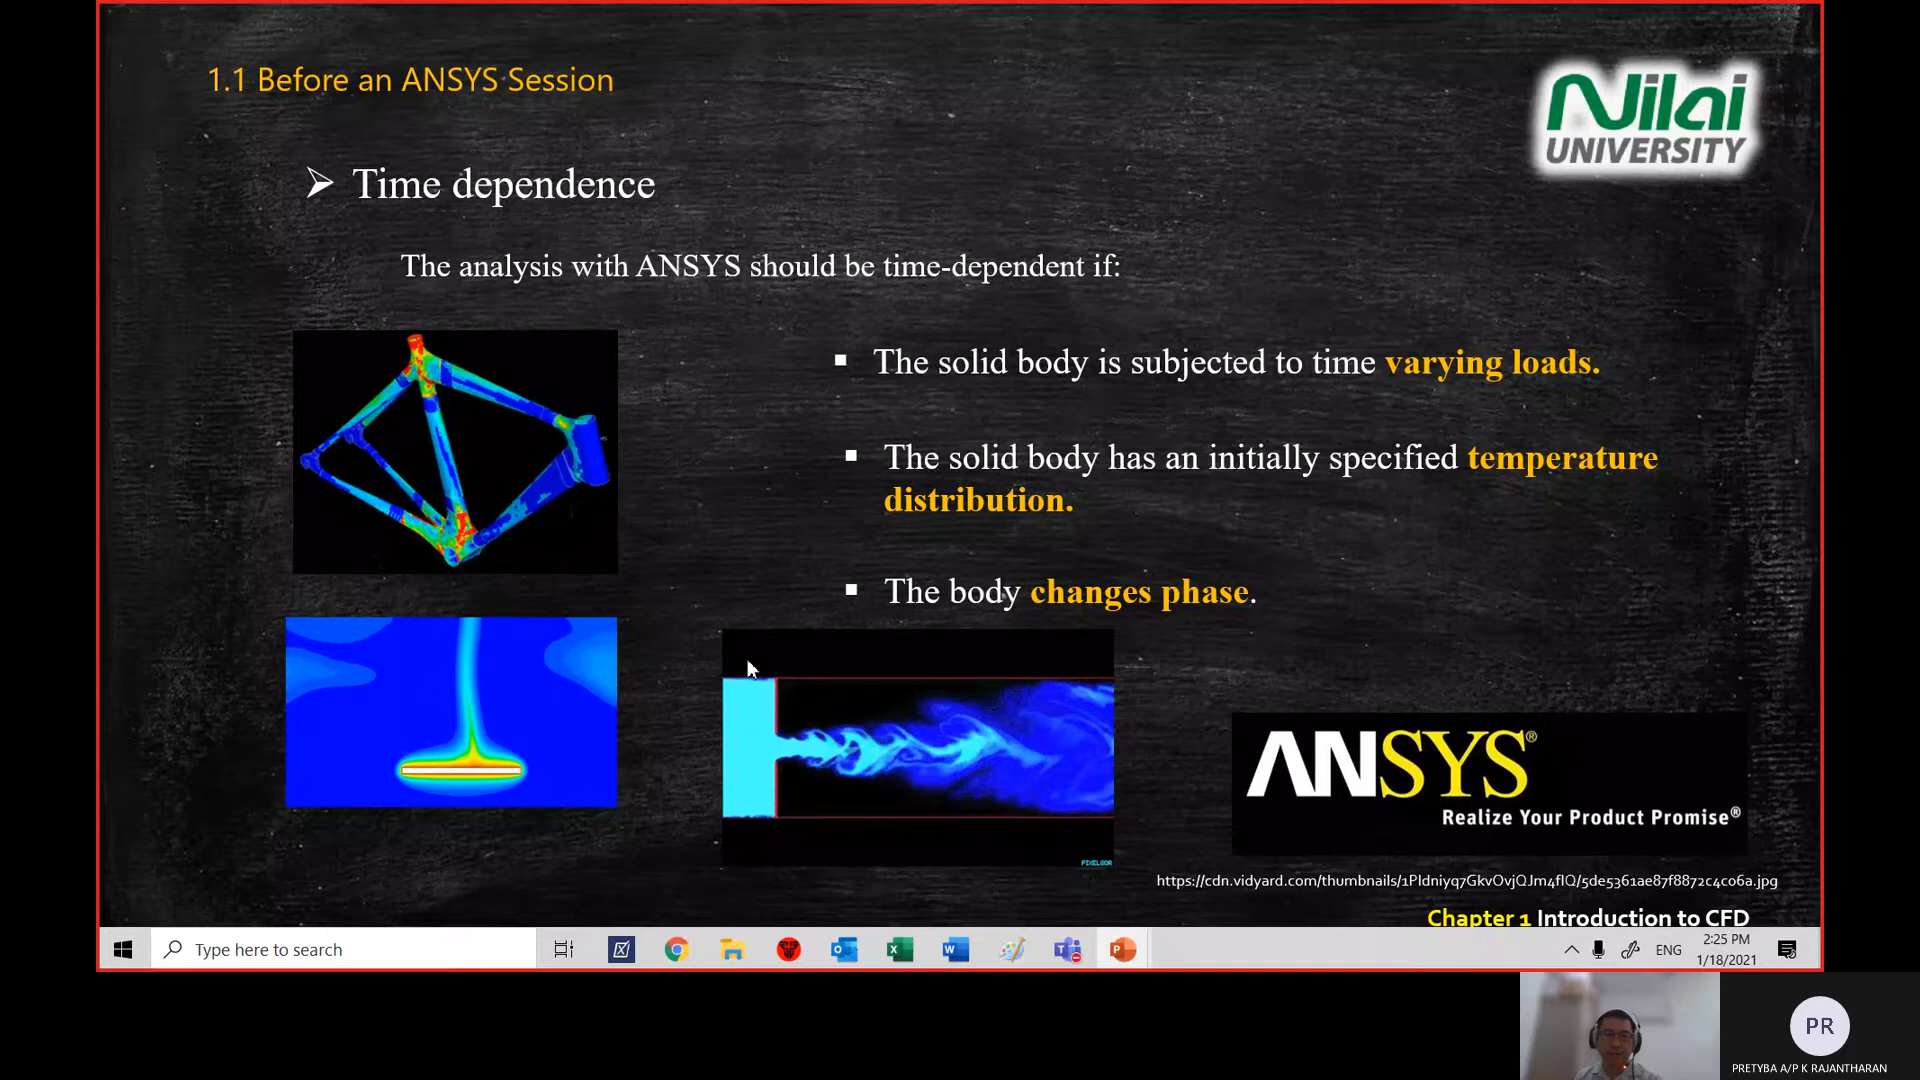 1.1 Before an ANSYS Session
Nilai
UNIVERSITY
➢ Time dependence
The analysis with ANSYS should be time-dependent if:
▪ The solid body is subjected to time varying loads.
▪ The solid body has an initially specified temperature
distribution.
▪ The body changes phase.
PIXELOOR
ANSYS®
Realize Your Product Promise®
https://cdn.vidyard.com/thumbnails/1Pldniyq7GkvOvjQJm4flQ/5de5361ae87f8872c4c06a.jpg
Chapter 1 Introduction to CFD
Type here to search
ENG
2:25 PM
1/18/2021
PR
PRETYBA A/P K RAJANTHARAN